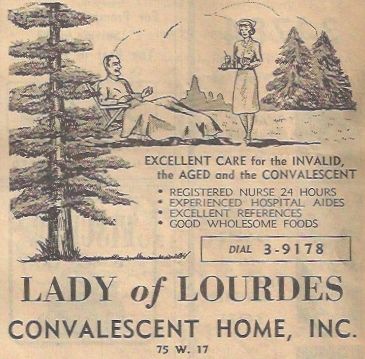 EXCELLENT CARE for the INVALID,
the AGED and the CONVALESCENT
• REGISTERED NURSE 24 HOURS
• EXPERIENCED HOSPITAL AIDES
• EXCELLENT REFERENCES
• GOOD WHOLESOME FOODS
DIAL 3-9178
LADY of LOURDES
CONVALESCENT HOME, INC.
75 W. 17